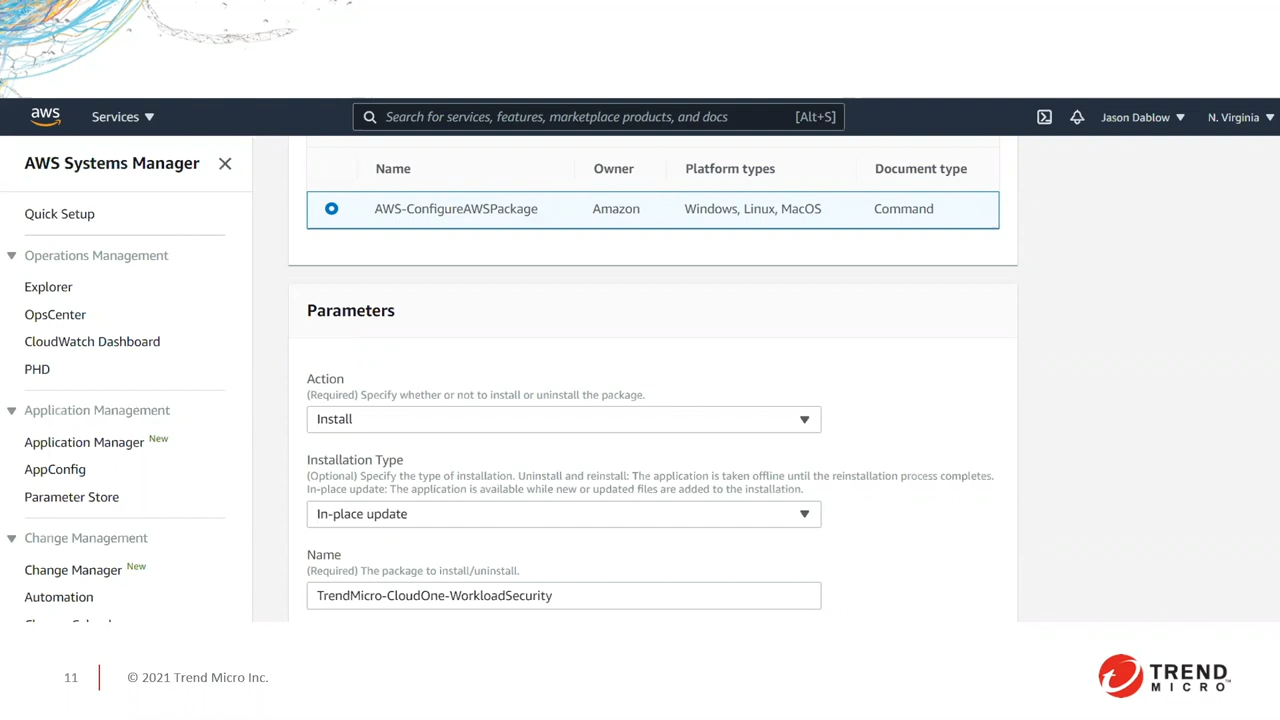 aws Services Search for services, features, marketplace products, and docs [Alt+S] Jason Dablow N. Virginia
AWS Systems Manager
Quick Setup
Operations Management
Explorer
OpsCenter
CloudWatch Dashboard
PHD
Application Management
Application Manager New
AppConfig
Parameter Store
Change Management
Change Manager New
Automation
Name Owner Platform types Document type
AWS-ConfigureAWSPackage Amazon Windows, Linux, MacOS Command
Parameters
Action
(Required) Specify whether or not to install or uninstall the package.
Install
Installation Type
(Optional) Specify the type of installation. Uninstall and reinstall: The application is taken offline until the reinstallation process completes.
In-place update: The application is available while new or updated files are added to the installation.
In-place update
Name
(Required) The package to install/uninstall.
TrendMicro-CloudOne-WorkloadSecurity
11 © 2021 Trend Micro Inc.
TREND
MICRO™